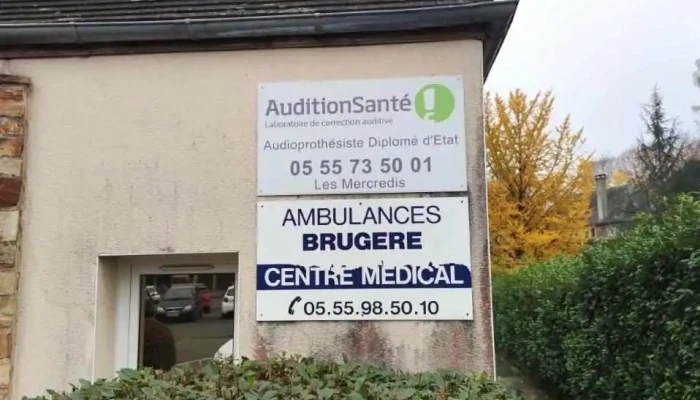 AuditionSanté
Laboratoire de correction auditive
Audioprothésiste Diplomé d'Etat
05 55 73 50 01
Les Mercredis
AMBULANCES
BRUGERE
CENTRE MEDICAL
05.55.98.50.10